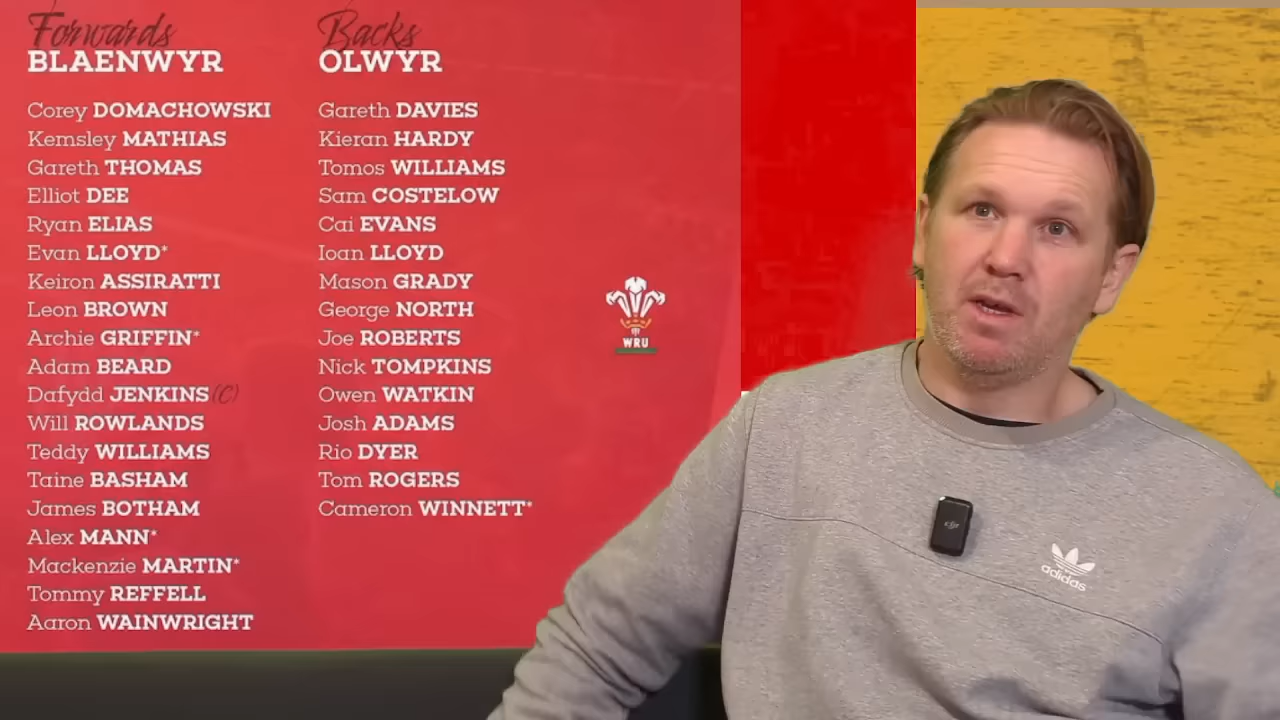 Forwards
BLAENWYR
Corey DOMACHOWSKI
Kemsley MATHIAS
Gareth THOMAS
Elliot DEE
Ryan ELIAS
Evan LLOYD*
Keiron ASSIRATTI
Leon BROWN
Archie GRIFFIN*
Adam BEARD
Dafydd JENKINS (C)
Will ROWLANDS
Teddy WILLIAMS
Taine BASHAM
James BOTHAM
Alex MANN*
Mackenzie MARTIN*
Tommy REFFELL
Aaron WAINWRIGHT
Backs
OLWYR
Gareth DAVIES
Kieran HARDY
Tomos WILLIAMS
Sam COSTELOW
Cai EVANS
Ioan LLOYD
Mason GRADY
George NORTH
Joe ROBERTS
Nick TOMPKINS
Owen WATKIN
Josh ADAMS
Rio DYER
Tom ROGERS
Cameron WINNETT*
WRU
dji
adidas